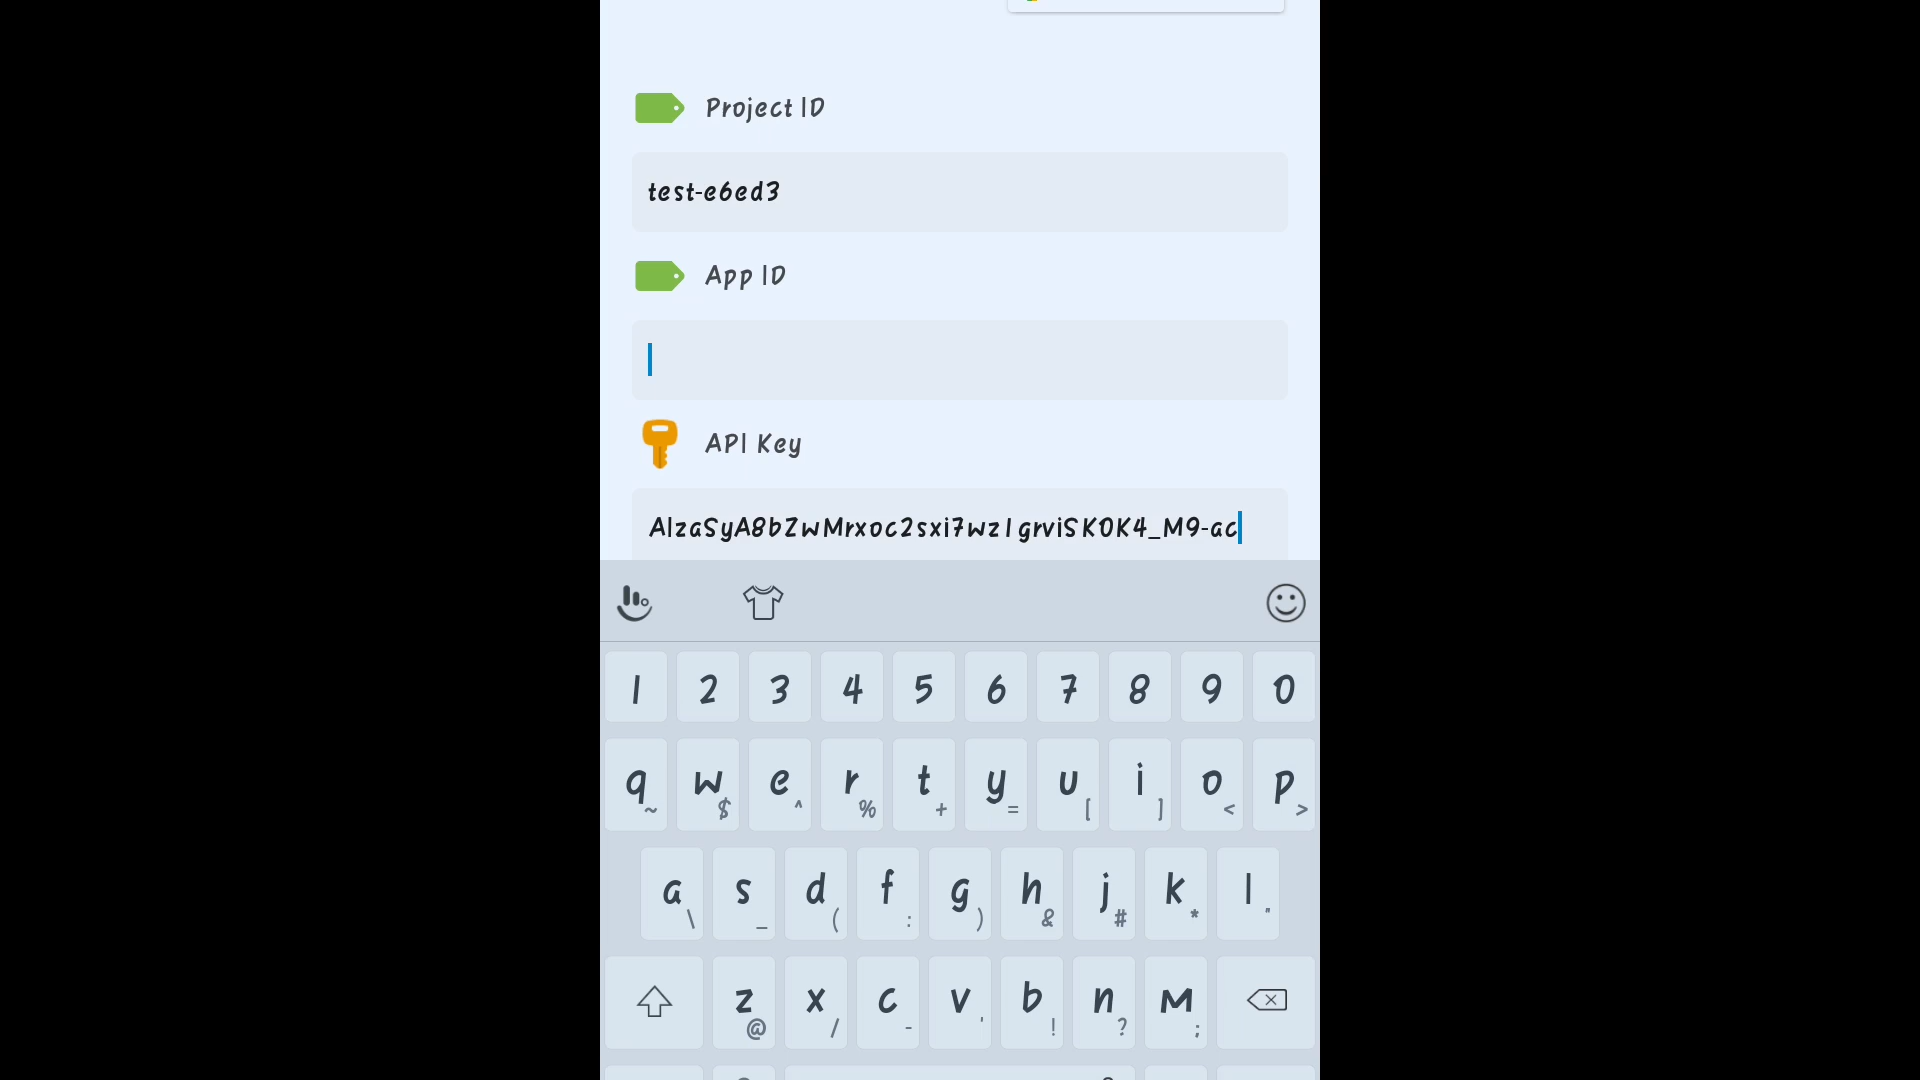 Project ID
test-e6ed3
App ID
API Key
AIzaSyA8bZwMrxoc2sxi7wz1grviSK0K4_M9-ac
1 2 3 4 5 6 7 8 9 0
q w e r t y u i o p
~ $ ^ % + = [ ] < >
a s d f g h j k l
\ _ ( : ) & # * "
z x c v b n m
@ / - ' ! ? ;